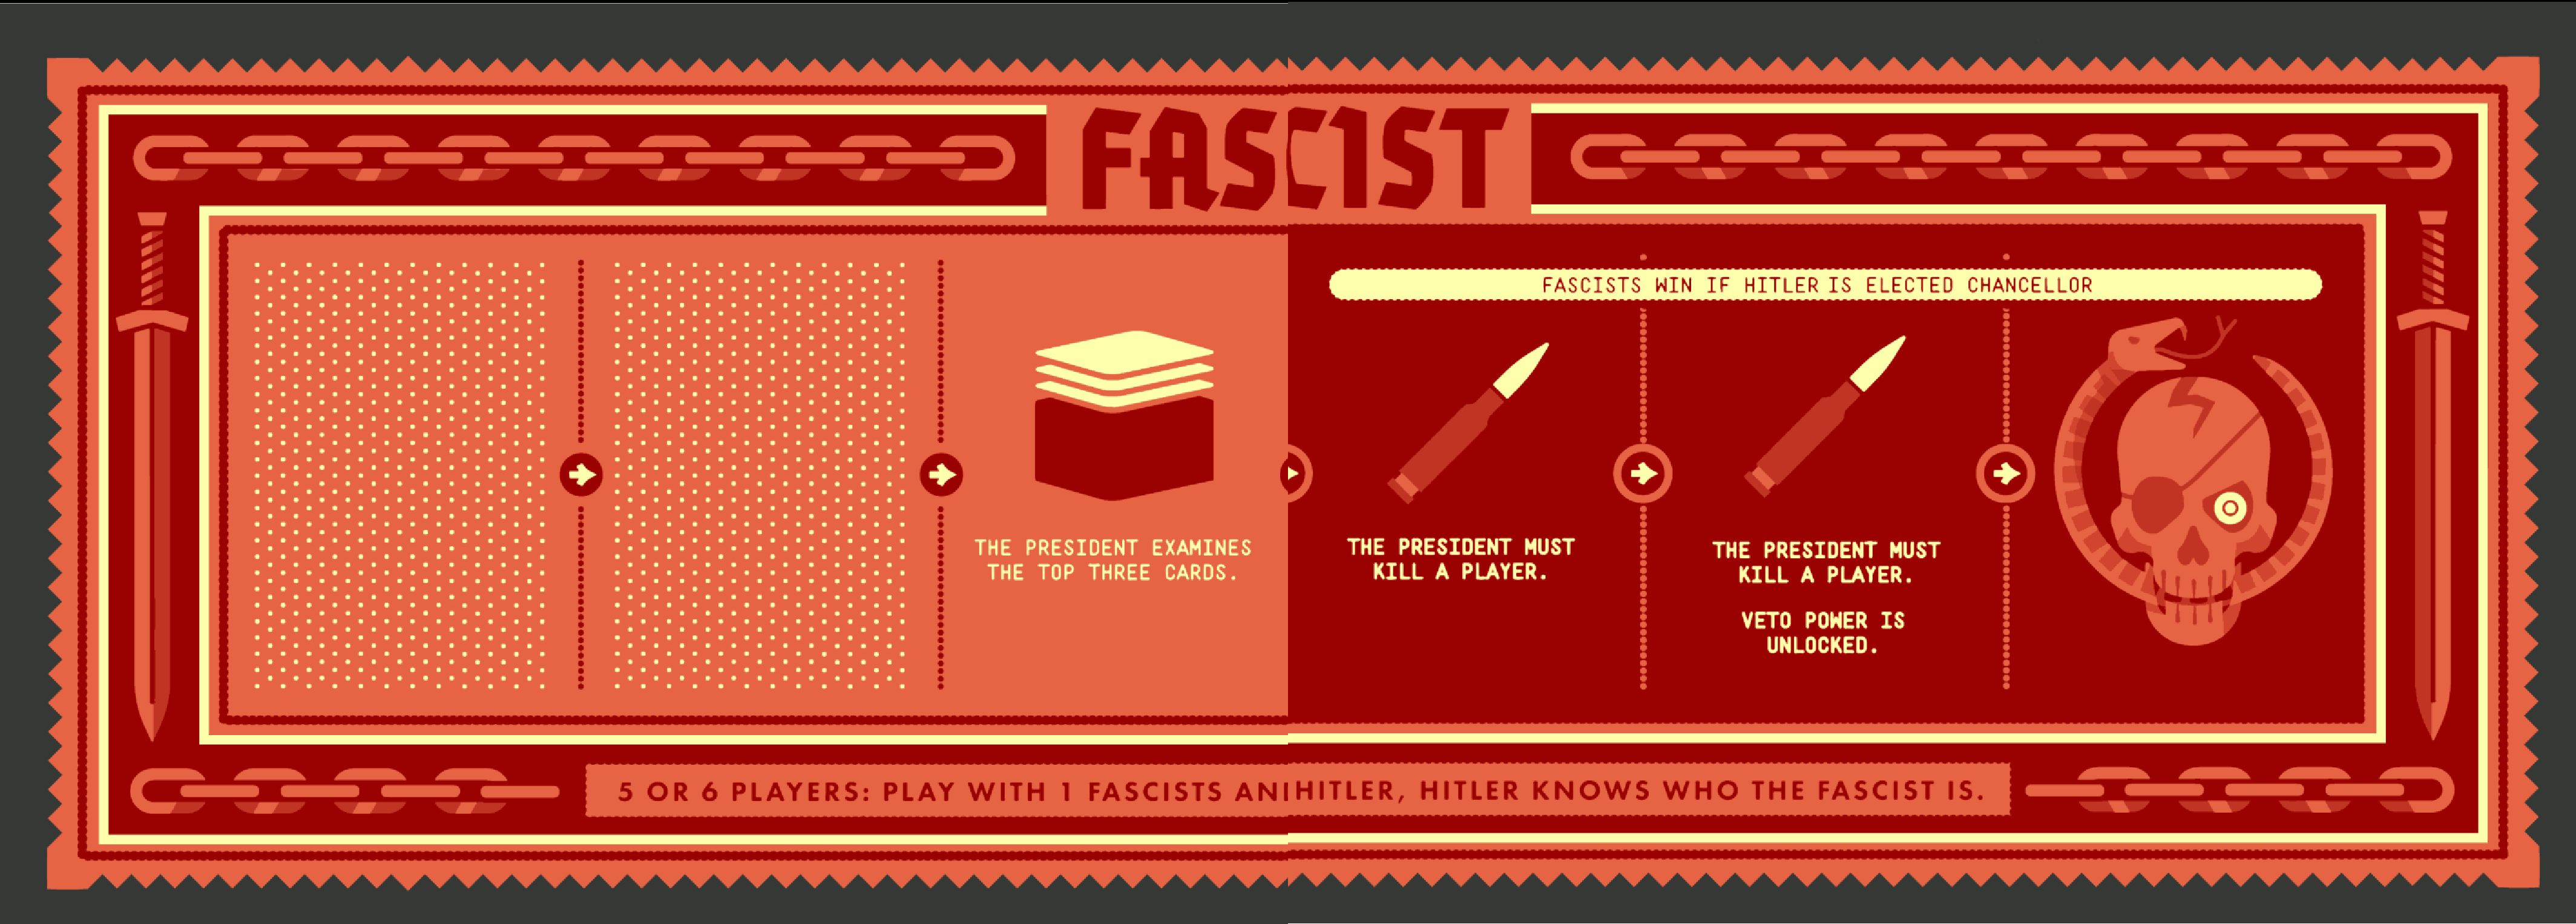 FASCIST
FASCISTS WIN IF HITLER IS ELECTED CHANCELLOR
THE PRESIDENT EXAMINES
THE TOP THREE CARDS.
THE PRESIDENT MUST
KILL A PLAYER.
THE PRESIDENT MUST
KILL A PLAYER.
VETO POWER IS
UNLOCKED.
5 OR 6 PLAYERS: PLAY WITH 1 FASCISTS AND HITLER, HITLER KNOWS WHO THE FASCIST IS.